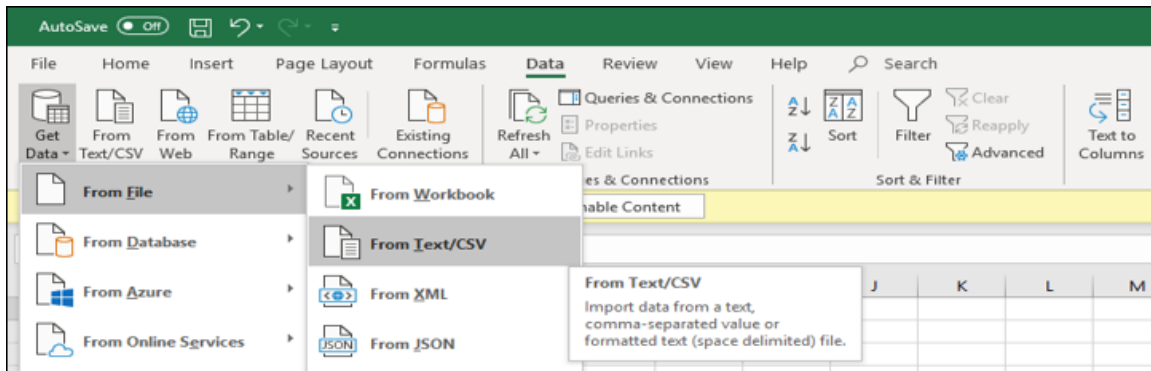 AutoSave Off
File Home Insert Page Layout Formulas Data Review View Help Search
Get Data
From Text/CSV
From Web
From Table/ Range
Recent Sources
Existing Connections
Refresh All
Queries & Connections
Properties
Edit Links
es & Connections
A Z
Z A
Z A
A Z
Sort
Filter
Clear
Reapply
Advanced
Sort & Filter
Text to Columns
nable Content
From File
From Database
From Azure
From Online Services
From Workbook
From Text/CSV
From XML
JSON
From JSON
From Text/CSV
Import data from a text,
comma-separated value or
formatted text (space delimited) file.
J K L M